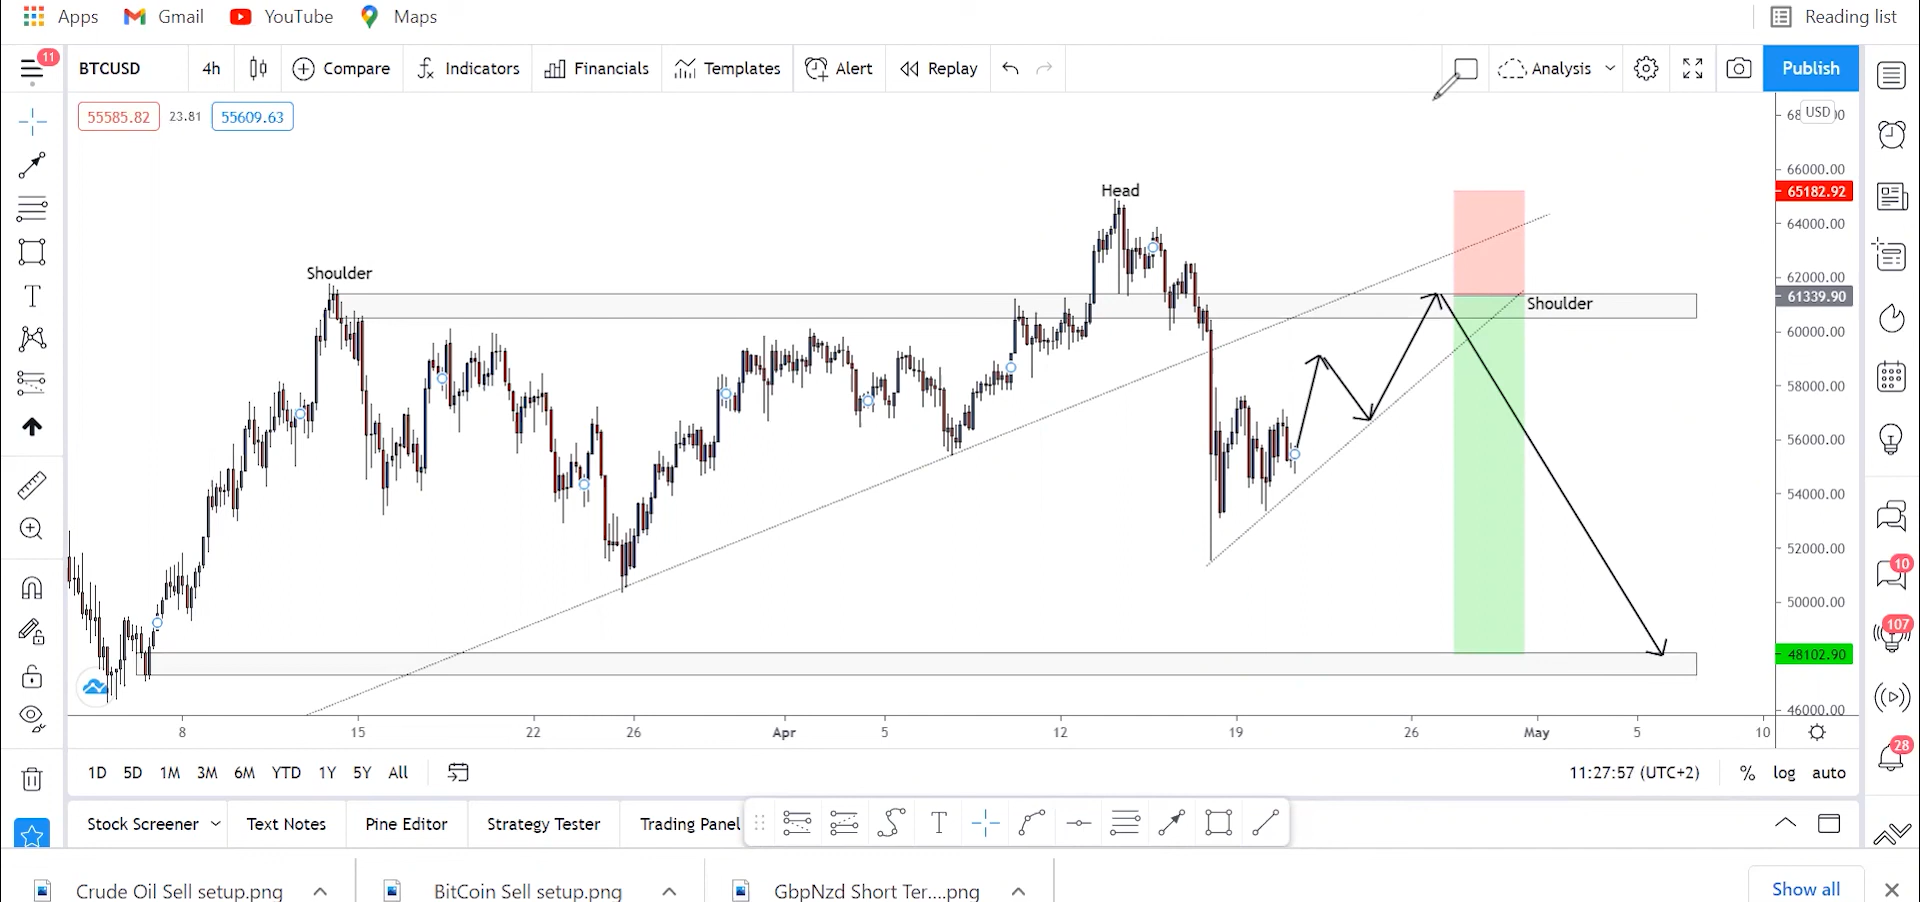 Apps Gmail YouTube Maps Reading list
11
BTCUSD 4h Compare Indicators Financials Templates Alert Replay Analysis Publish
55585.82 23.81 55609.63
USD
66000.00
65182.92
64000.00
62000.00
61339.90
60000.00
58000.00
56000.00
54000.00
52000.00
50000.00
48102.90
46000.00
Head
Shoulder
Shoulder
10
107
28
8 15 22 26 Apr 5 12 19 26 May 5 10
1D 5D 1M 3M 6M YTD 1Y 5Y All 11:27:57 (UTC+2) % log auto
Stock Screener Text Notes Pine Editor Strategy Tester Trading Panel
Crude Oil Sell setup.png BitCoin Sell setup.png GbpNzd Short Ter....png Show all